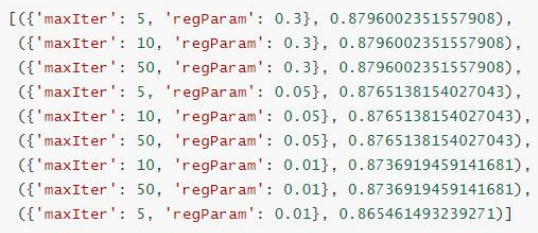 [({'maxIter': 5, 'regParam': 0.3}, 0.8796002351557908),
({'maxIter': 10, 'regParam': 0.3}, 0.8796002351557908),
({'maxIter': 50, 'regParam': 0.3}, 0.8796002351557908),
({'maxIter': 5, 'regParam': 0.05}, 0.8765138154027043),
({'maxIter': 10, 'regParam': 0.05}, 0.8765138154027043),
({'maxIter': 50, 'regParam': 0.05}, 0.8765138154027043),
({'maxIter': 10, 'regParam': 0.01}, 0.8736919459141681),
({'maxIter': 50, 'regParam': 0.01}, 0.8736919459141681),
({'maxIter': 5, 'regParam': 0.01}, 0.865461493239271)]